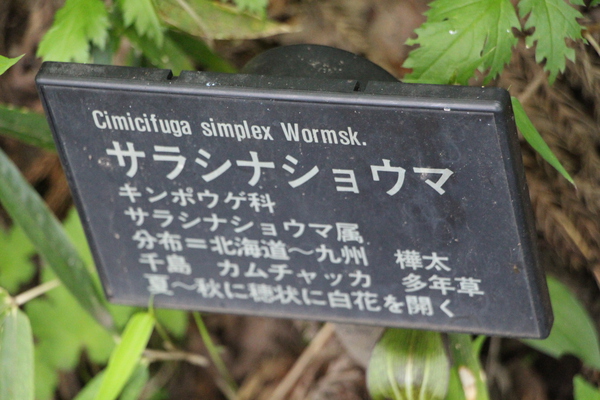 Cimicifuga simplex Wormsk.
サラシナショウマ
キンポウゲ科
サラシナショウマ属
分布=北海道〜九州　樺太
千島　カムチャッカ　多年草
夏〜秋に穂状に白花を開く